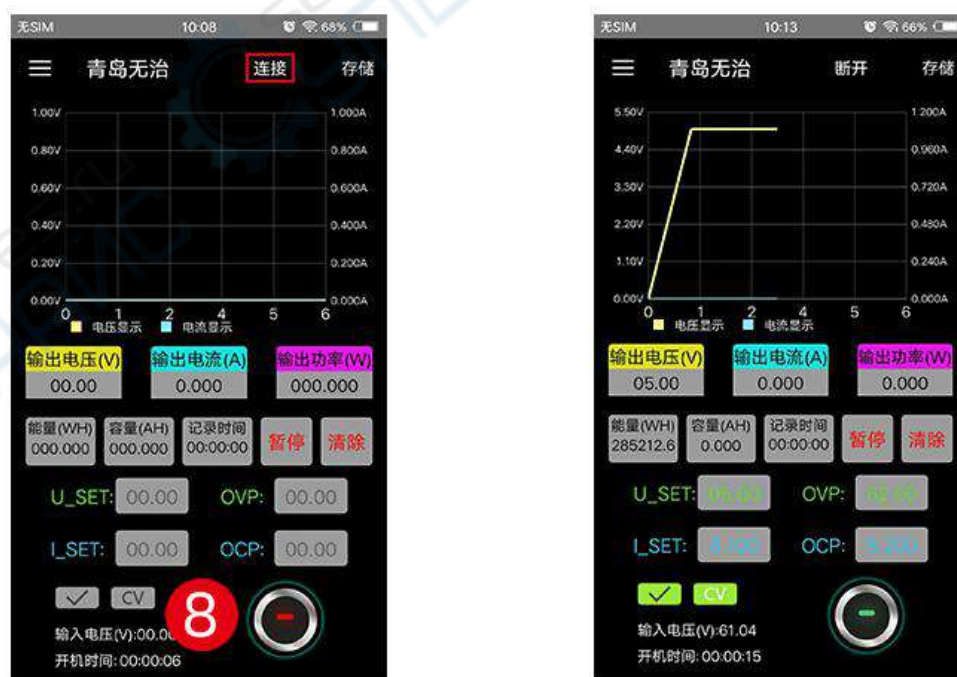 无SIM 10:08 68%
青岛无治 连接 存储
1.00V 1.000A
0.80V 0.800A
0.60V 0.600A
0.40V 0.400A
0.20V 0.200A
0.00V 0.000A
0 1 2 4 5 6
电压显示 电流显示
输出电压(V) 输出电流(A) 输出功率(W)
00.00 0.000 000.000
能量(WH) 容量(AH) 记录时间 暂停 清除
000.000 000.000 00:00:00
U_SET: 00.00 OVP: 00.00
I_SET: 00.00 OCP: 00.00
CV
8
输入电压(V):00.0
开机时间: 00:00:06
无SIM 10:13 66%
青岛无治 断开 存储
5.50V 1.200A
4.40V 0.960A
3.30V 0.720A
2.20V 0.480A
1.10V 0.240A
0.00V 0.000A
0 1 2 4 5 6
电压显示 电流显示
输出电压(V) 输出电流(A) 输出功率(W)
05.00 0.000 0.000
能量(WH) 容量(AH) 记录时间 暂停 清除
285212.6 0.000 00:00:00
U_SET: OVP:
I_SET: OCP:
CV
输入电压(V):61.04
开机时间: 00:00:15